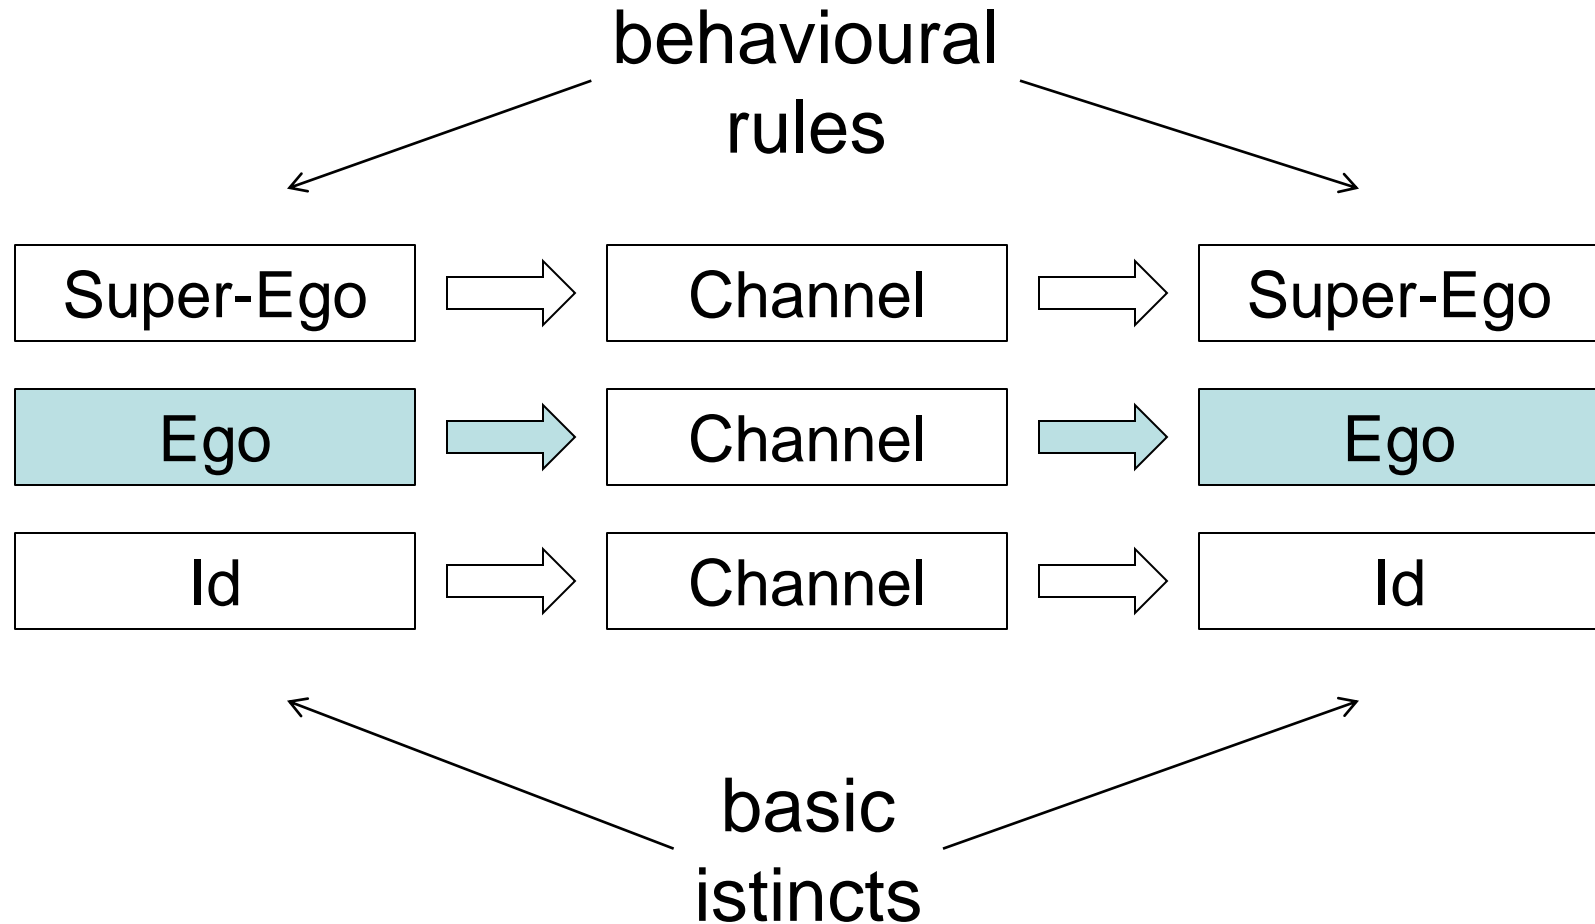 behavioural
rules
Super-Ego Channel Super-Ego
Ego Channel Ego
Id Channel Id
basic
istincts